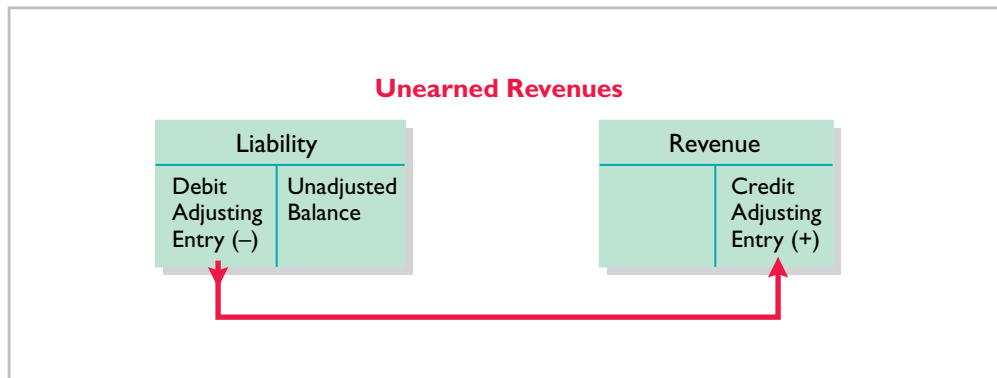 Unearned Revenues
Liability
Debit
Adjusting
Entry (–)
Unadjusted
Balance
Revenue
Credit
Adjusting
Entry (+)